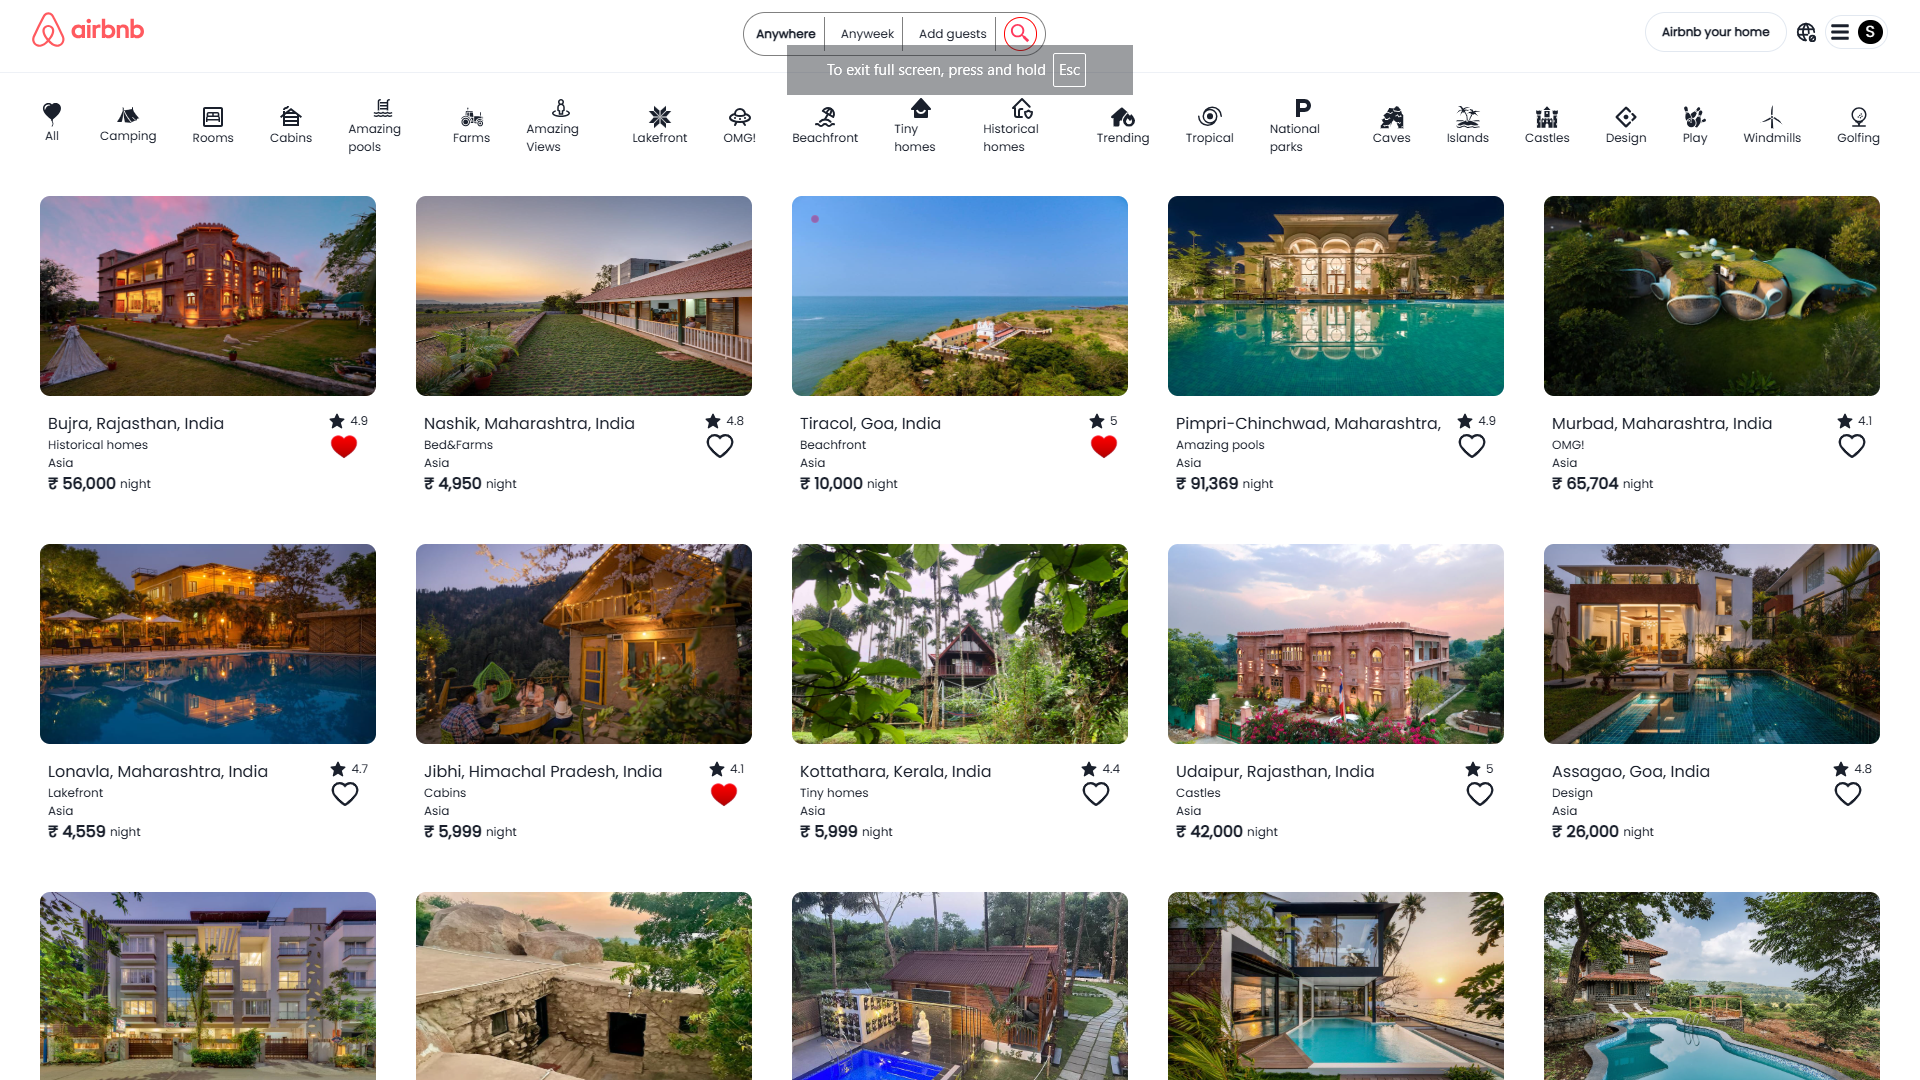 airbnb
Anywhere
Anyweek
Add guests
Airbnb your home
S
To exit full screen, press and hold Esc
All
Camping
Rooms
Cabins
Amazing pools
Farms
Amazing Views
Lakefront
OMG!
Beachfront
Tiny homes
Historical homes
Trending
Tropical
National parks
Caves
Islands
Castles
Design
Play
Windmills
Golfing
Bujra, Rajasthan, India
4.9
Historical homes
Asia
₹ 56,000 night
Nashik, Maharashtra, India
4.8
Bed&Farms
Asia
₹ 4,950 night
Tiracol, Goa, India
5
Beachfront
Asia
₹ 10,000 night
Pimpri-Chinchwad, Maharashtra,
4.9
Amazing pools
Asia
₹ 91,369 night
Murbad, Maharashtra, India
4.1
OMG!
Asia
₹ 65,704 night
Lonavla, Maharashtra, India
4.7
Lakefront
Asia
₹ 4,559 night
Jibhi, Himachal Pradesh, India
4.1
Cabins
Asia
₹ 5,999 night
Kottathara, Kerala, India
4.4
Tiny homes
Asia
₹ 5,999 night
Udaipur, Rajasthan, India
5
Castles
Asia
₹ 42,000 night
Assagao, Goa, India
4.8
Design
Asia
₹ 26,000 night